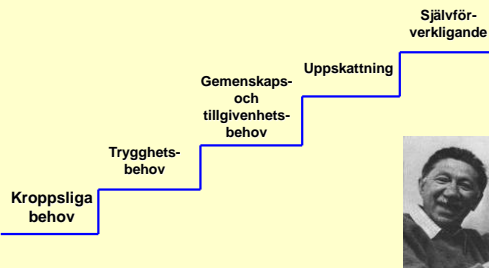 Självför-
verkligande
Uppskattning
Gemenskaps-
och
tillgivenhets-
behov
Trygghets-
behov
Kroppsliga
behov